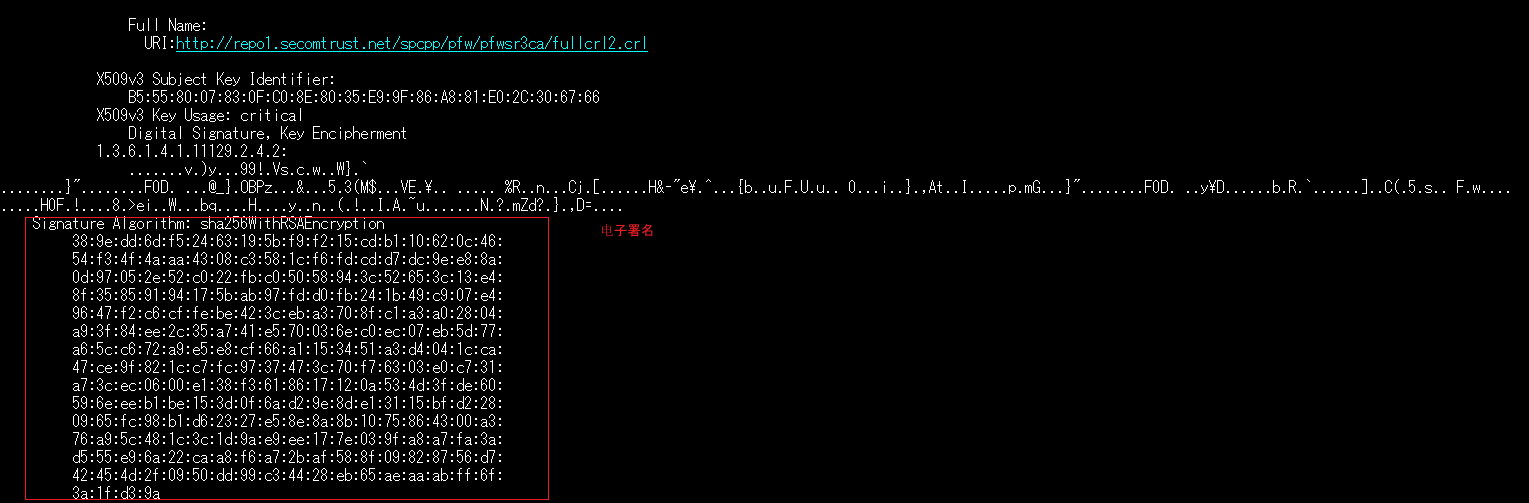 Full Name:
URI:http://repo1.secomtrust.net/spcpp/pfw/pfwsr3ca/fullcrl2.crl
X509v3 Subject Key Identifier:
B5:55:80:07:83:0F:C0:8E:80:35:E9:9F:86:A8:81:E0:2C:30:67:66
X509v3 Key Usage: critical
Digital Signature, Key Encipherment
1.3.6.1.4.1.11129.2.4.2:
.......v.)y...99!.Vs.c.w..W].`
........}"........FOD. ...@_}.OBPz...&...5.3(M$...VE.¥.. ..... %R..n...Cj.[......H&-"e¥.^...{b..u.F.U.u.. O...i..}.,At..I.....p.mG...}"........FOD. ..y¥D......b.R.`......]..C(.5.s.. F.w....
......HOF.!....8.>ei..W...bq....H....y..n..(.!..I.A.~u.......N.?.mZd?.}.,D=....
Signature Algorithm: sha256WithRSAEncryption
电子署名
38:9e:dd:6d:f5:24:63:19:5b:f9:f2:15:cd:b1:10:62:0c:46:
54:f3:4f:4a:aa:43:08:c3:58:1c:f6:fd:cd:d7:dc:9e:e8:8a:
0d:97:05:2e:52:c0:22:fb:c0:50:58:94:3c:52:65:3c:13:e4:
8f:35:85:91:94:17:5b:ab:97:fd:d0:fb:24:1b:49:c9:07:e4:
96:47:f2:c6:cf:fe:be:42:3c:eb:a3:70:8f:c1:a3:a0:28:04:
a9:3f:84:ee:2c:35:a7:41:e5:70:03:6e:c0:ec:07:eb:5d:77:
a6:5c:c6:72:a9:e5:e8:cf:66:a1:15:34:51:a3:d4:04:1c:ca:
47:ce:9f:82:1c:c7:fc:97:37:47:3c:70:f7:63:03:e0:c7:31:
a7:3c:ec:06:00:e1:38:f3:61:86:17:12:0a:53:4d:3f:de:60:
59:6e:ee:b1:be:15:3d:0f:6a:d2:9e:8d:e1:31:15:bf:d2:28:
09:65:fc:98:b1:d6:23:27:e5:8e:8a:8b:10:75:86:43:00:a3:
76:a9:5c:48:1c:3c:1d:9a:e9:ee:17:7e:03:9f:a8:a7:fa:3a:
d5:55:e9:6a:22:ca:a8:f6:a7:2b:af:58:8f:09:82:87:56:d7:
42:45:4d:2f:09:50:dd:99:c3:44:28:eb:65:ae:aa:ab:ff:6f:
3a:1f:d3:9a